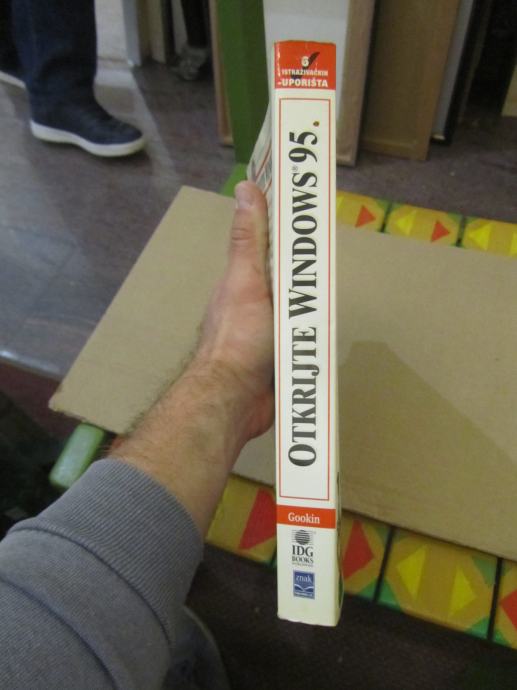 6
ISTRAŽIVAČKIH
UPORIŠTA
OTKRIJTE WINDOWS® 95.
Gookin
IDG
BOOKS
znak